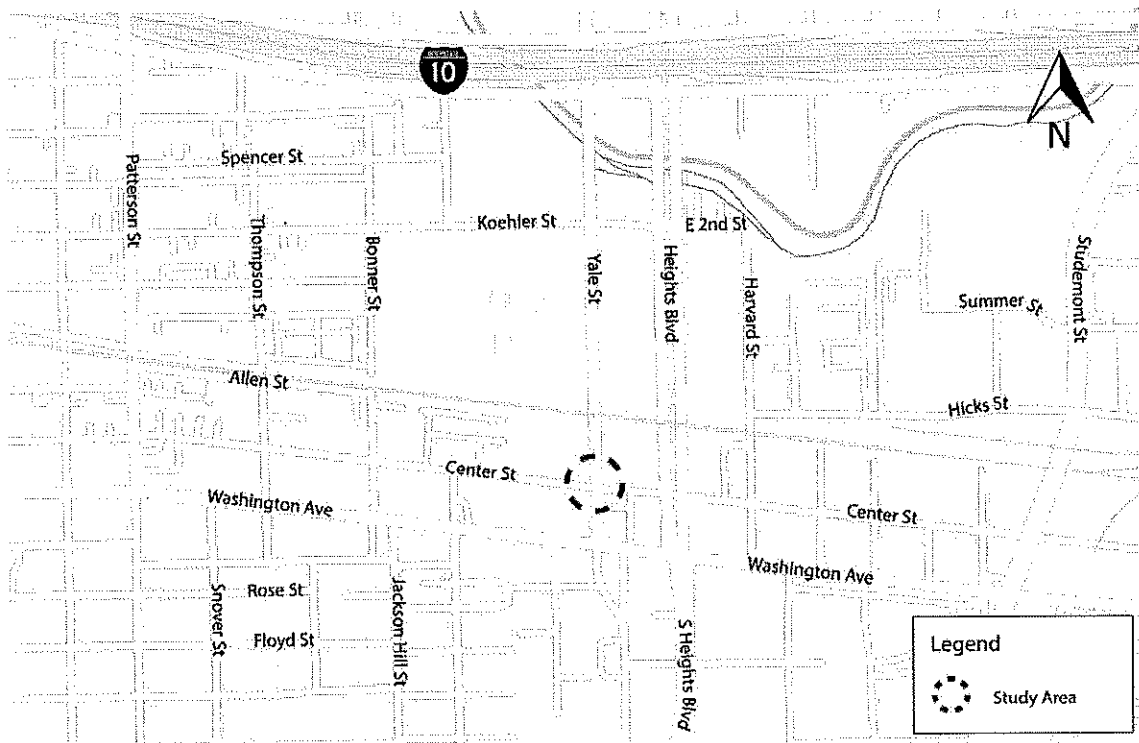 10
N
Spencer St
Patterson St
Thompson St
Bonner St
Koehler St
E 2nd St
Yale St
Heights Blvd
Harvard St
Studemont St
Summer St
Allen St
Hicks St
Center St
Center St
Washington Ave
Washington Ave
Rose St
Snover St
Floyd St
Jackson Hill St
S Heights Blvd
Legend
Study Area